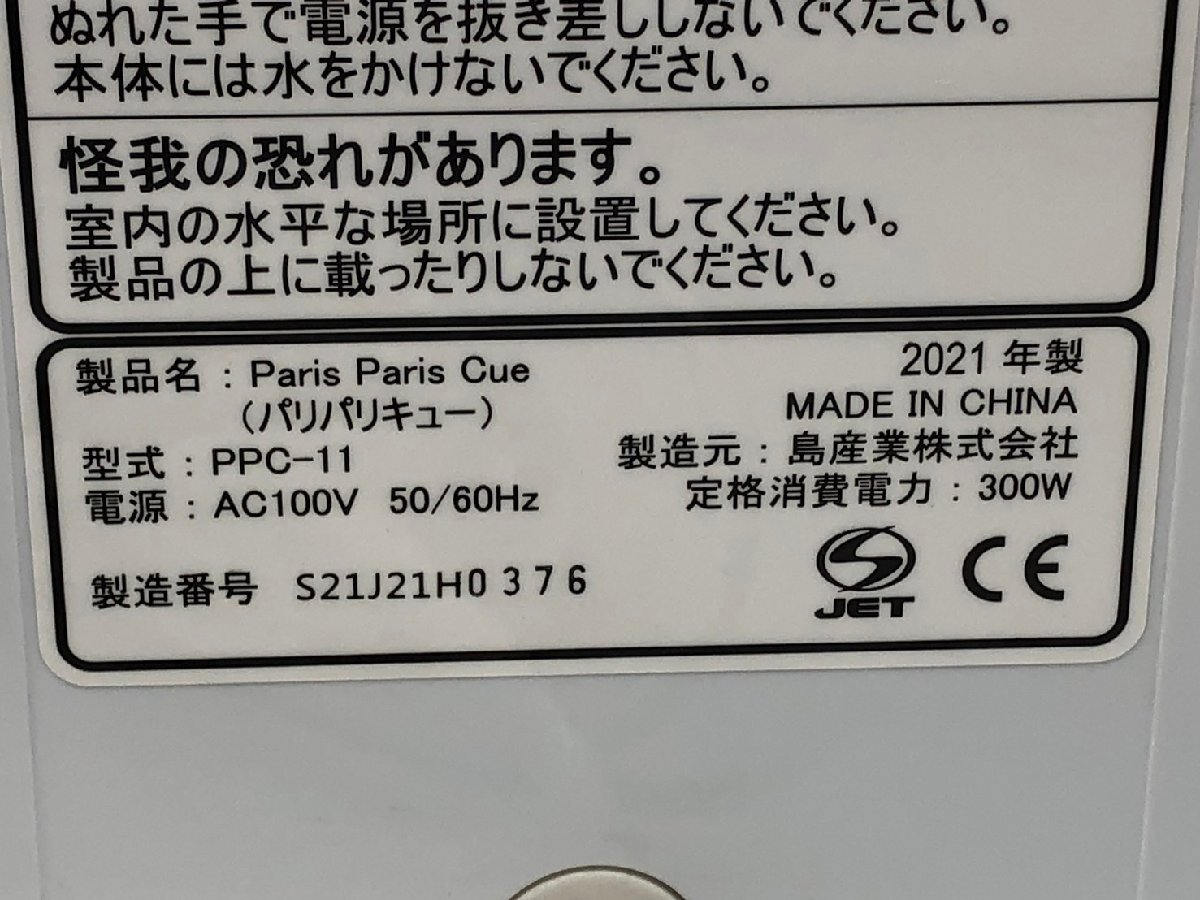 ぬれた手で電源を抜き差ししないでください。
本体には水をかけないでください。
怪我の恐れがあります。
室内の水平な場所に設置してください。
製品の上に載ったりしないでください。
製品名：Paris Paris Cue
（パリパリキュー）
型式：PPC-11
電源：AC100V 50/60Hz
製造番号 S21J21H0376
2021年製
MADE IN CHINA
製造元：島産業株式会社
定格消費電力：300W
JET
CE